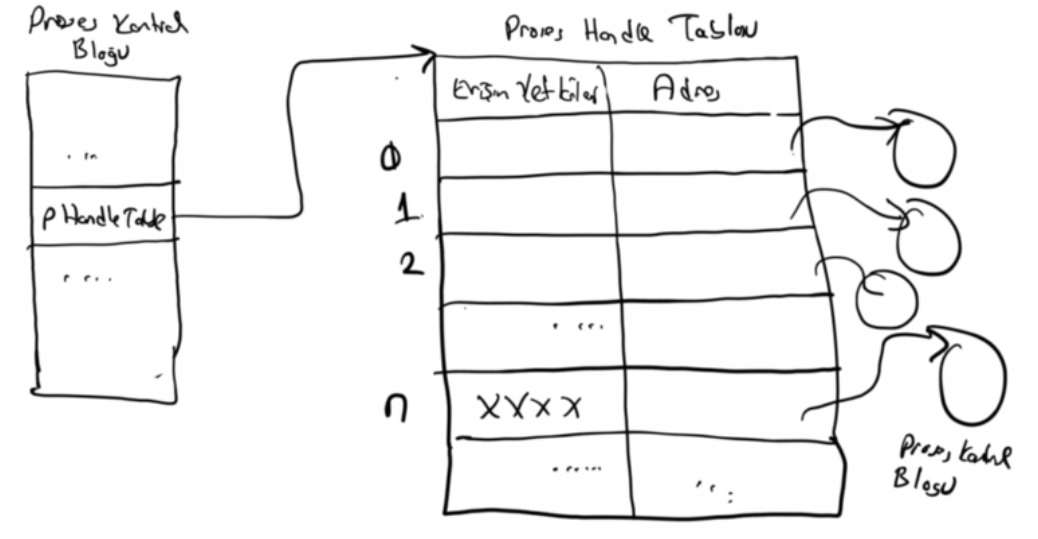 Proses Kontrol
Bloğu
...
pHandleTable
....
Proses Handle Tablosu
Erişim Yetkileri Adres
0
1
2
....
n XXXX
...... ...
Proses Kontrol
Bloğu